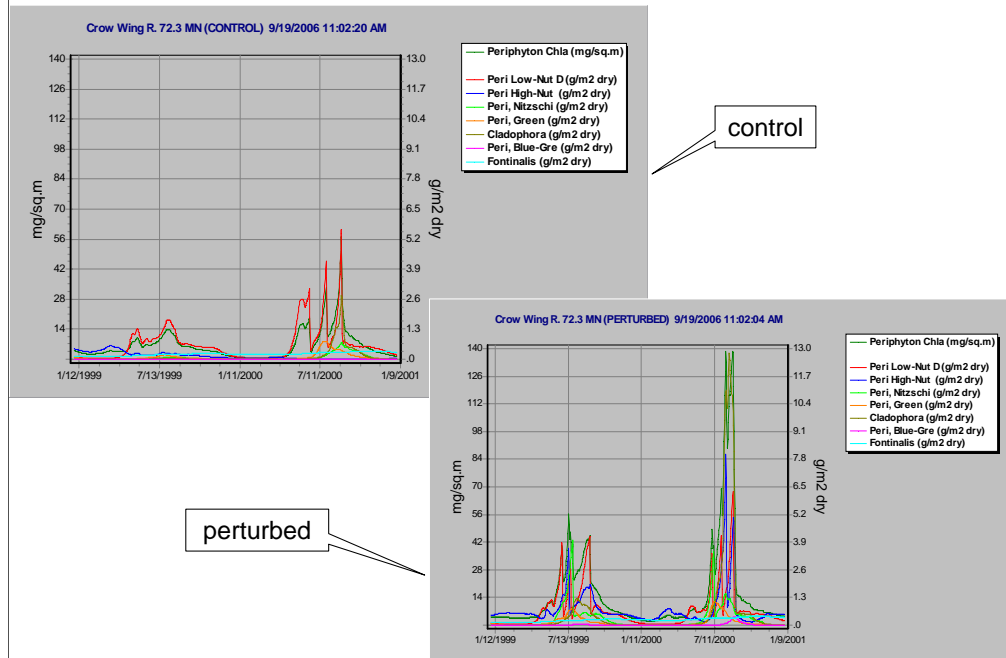 Crow Wing R. 72.3 MN (CONTROL) 9/19/2006 11:02:20 AM
140
126
112
98
84
70
56
42
28
14
mg/sq.m
13.0
11.7
10.4
9.1
7.8
6.5
5.2
3.9
2.6
1.3
.0
g/m2 dry
1/12/1999
7/13/1999
1/11/2000
7/11/2000
1/9/2001
Periphyton Chla (mg/sq.m)
Peri Low-Nut D (g/m2 dry)
Peri High-Nut (g/m2 dry)
Peri, Nitzschi (g/m2 dry)
Peri, Green (g/m2 dry)
Cladophora (g/m2 dry)
Peri, Blue-Gre (g/m2 dry)
Fontinalis (g/m2 dry)
control
perturbed
Crow Wing R. 72.3 MN (PERTURBED) 9/19/2006 11:02:04 AM
140
126
112
98
84
70
56
42
28
14
mg/sq.m
13.0
11.7
10.4
9.1
7.8
6.5
5.2
3.9
2.6
1.3
.0
g/m2 dry
1/12/1999
7/13/1999
1/11/2000
7/11/2000
1/9/2001
Periphyton Chla (mg/sq.m)
Peri Low-Nut D (g/m2 dry)
Peri High-Nut (g/m2 dry)
Peri, Nitzschi (g/m2 dry)
Peri, Green (g/m2 dry)
Cladophora (g/m2 dry)
Peri, Blue-Gre (g/m2 dry)
Fontinalis (g/m2 dry)